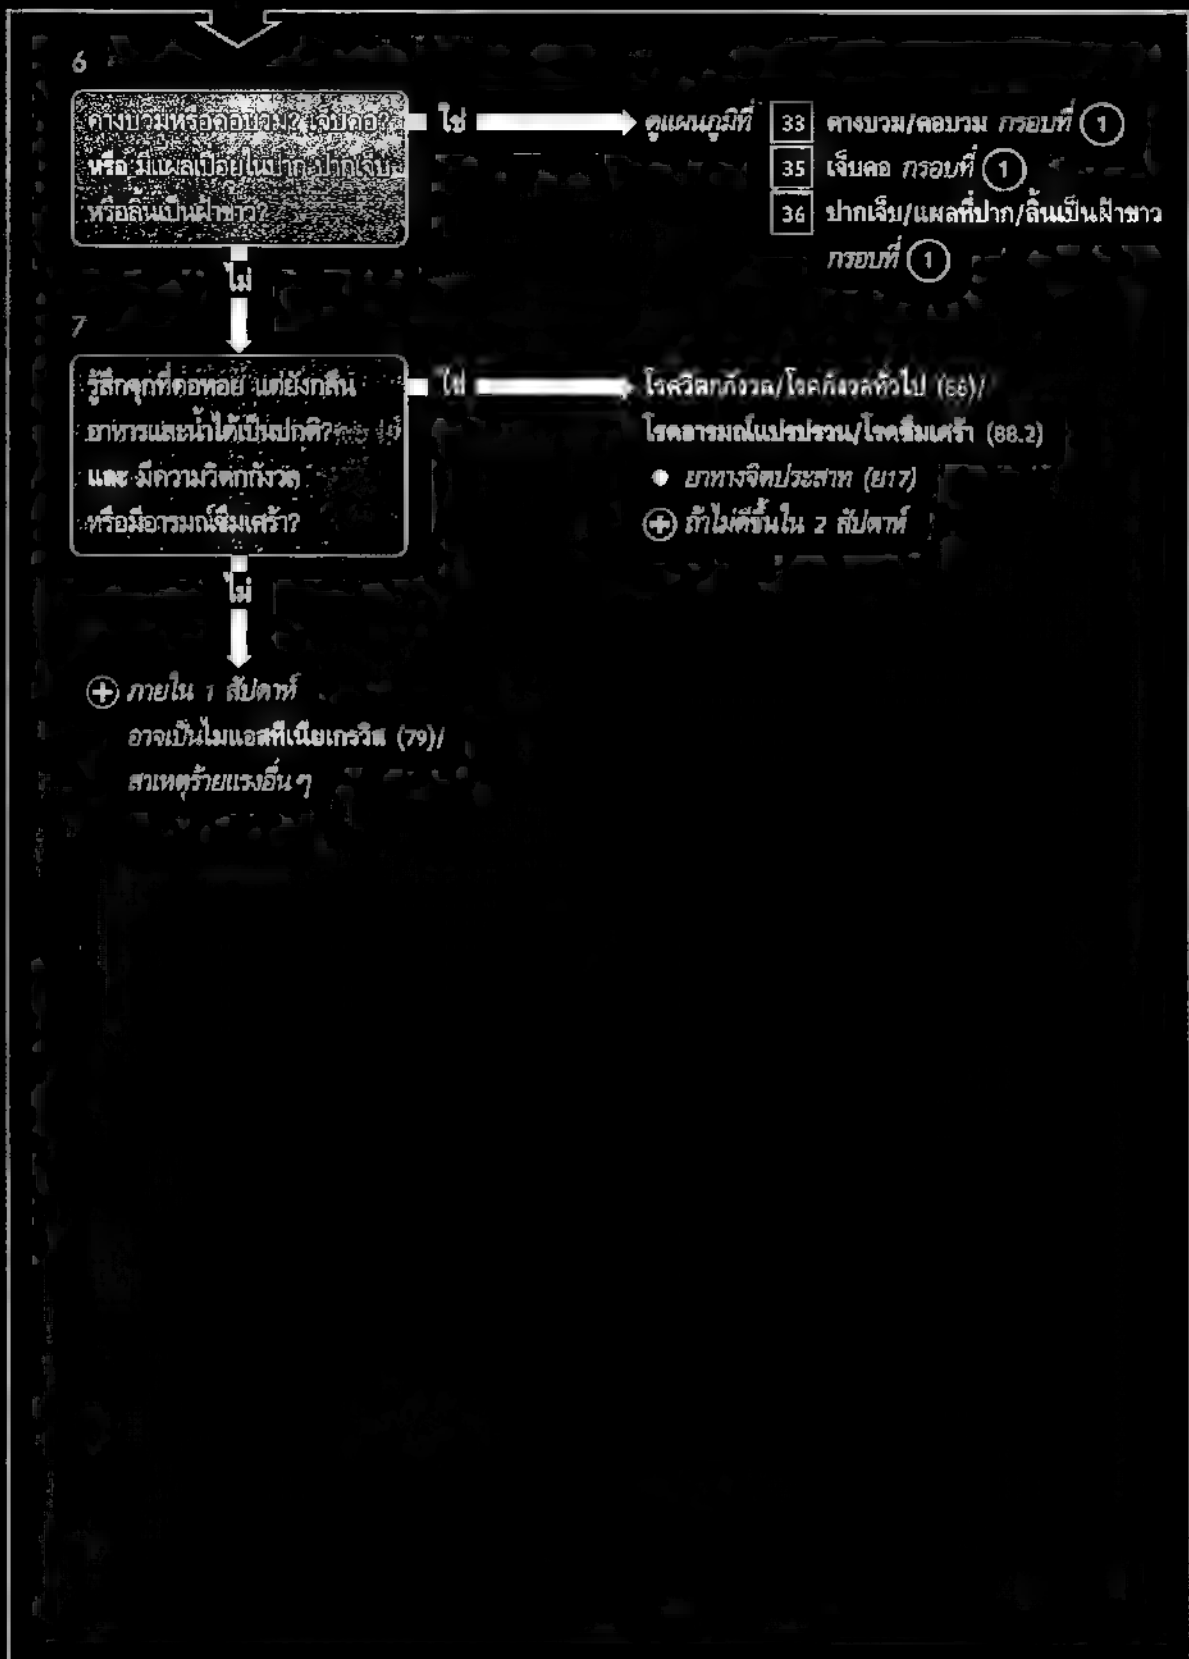 6
คางบวมหรือคอบวม? เจ็บคอ?
ใช่
ดูแผนภูมิที่
33 คางบวม/คอบวม กรอบที่ 1
หรือ มีแผลเปื่อยในปาก ปากเจ็บ
35 เจ็บคอ กรอบที่ 1
หรือลิ้นเป็นฝ้าขาว?
36 ปากเจ็บ/แผลที่ปาก/ลิ้นเป็นฝ้าขาว
กรอบที่ 1
ไม่
7
รู้สึกจุกที่คอหอย แต่ยังกลืน
อาหารและน้ำได้เป็นปกติ?
และ มีความวิตกกังวล
หรือมีอารมณ์ซึมเศร้า?
ใช่
โรควิตกกังวล/โรคกังวลทั่วไป
โรคอารมณ์แปรปรวน/โรคซึมเศร้า (88.2)
• ยาทางจิตประสาท (ย17)
+ ถ้าไม่ดีขึ้นใน 2 สัปดาห์
ไม่
+ ภายใน 1 สัปดาห์
อาจเป็นไมแอสทีเนียเกรวิส (79)/
สาเหตุร้ายแรงอื่น ๆ